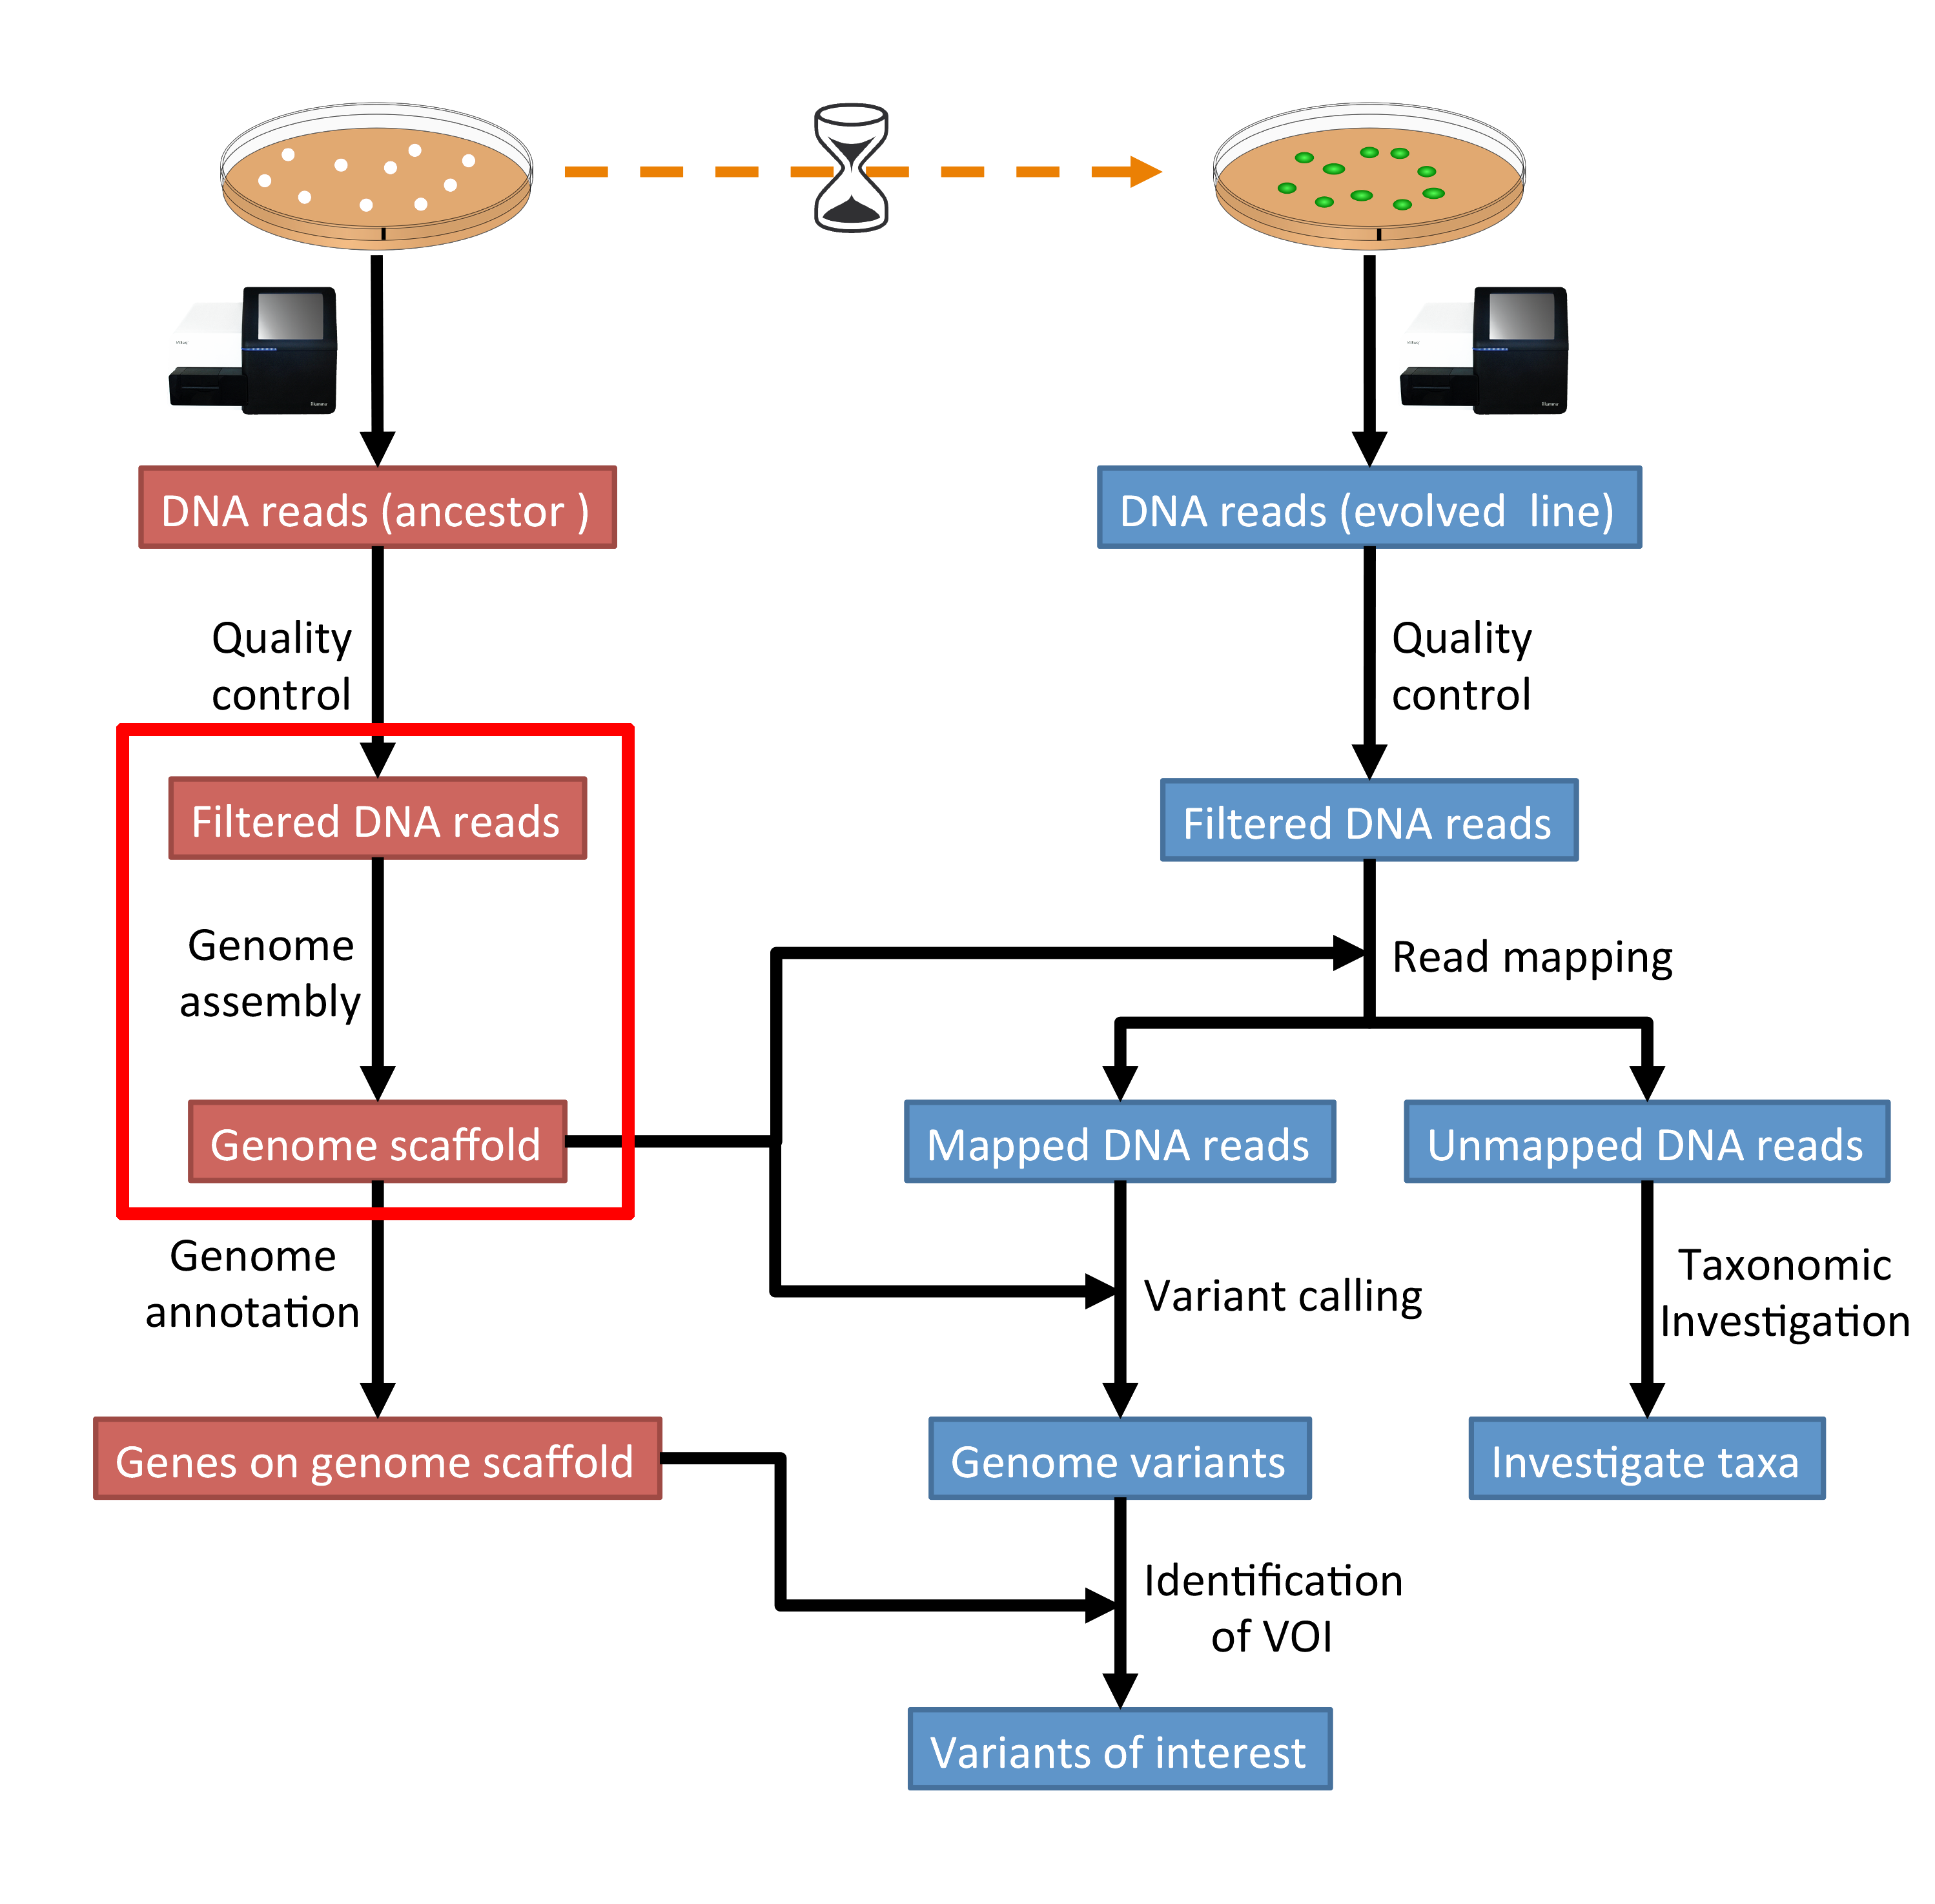 DNA reads (ancestor )
DNA reads (evolved  line)
Quality
control
Quality
control
Filtered DNA reads
Filtered DNA reads
Genome
assembly
Read mapping
Genome scaffold
Mapped DNA reads
Unmapped DNA reads
Genome
annotation
Variant calling
Taxonomic
Investigation
Genes on genome scaffold
Genome variants
Investigate taxa
Identification
of VOI
Variants of interest